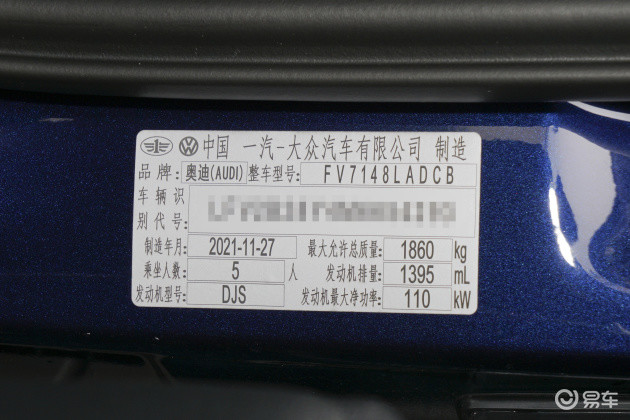 中国 一汽-大众汽车有限公司 制造
品牌: 奥迪(AUDI) 整车型号: FV7148LADCB
车辆识
别代号:
制造年月: 2021-11-27 最大允许总质量: 1860 kg
乘坐人数: 5 人 发动机排量: 1395 mL
发动机型号: DJS 发动机最大净功率: 110 kW
易车